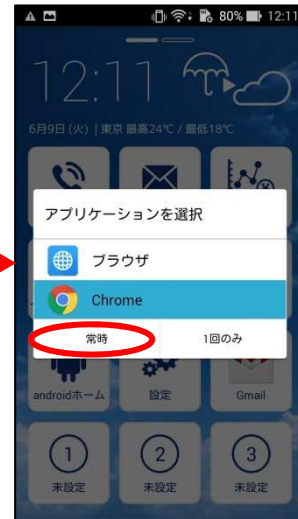 80% 12:11
12:11
6月9日 (火) | 東京 最高24℃ / 最低18℃
アプリケーションを選択
ブラウザ
Chrome
常時 1回のみ
androidホーム 設定 Gmail
1 2 3
未設定 未設定 未設定